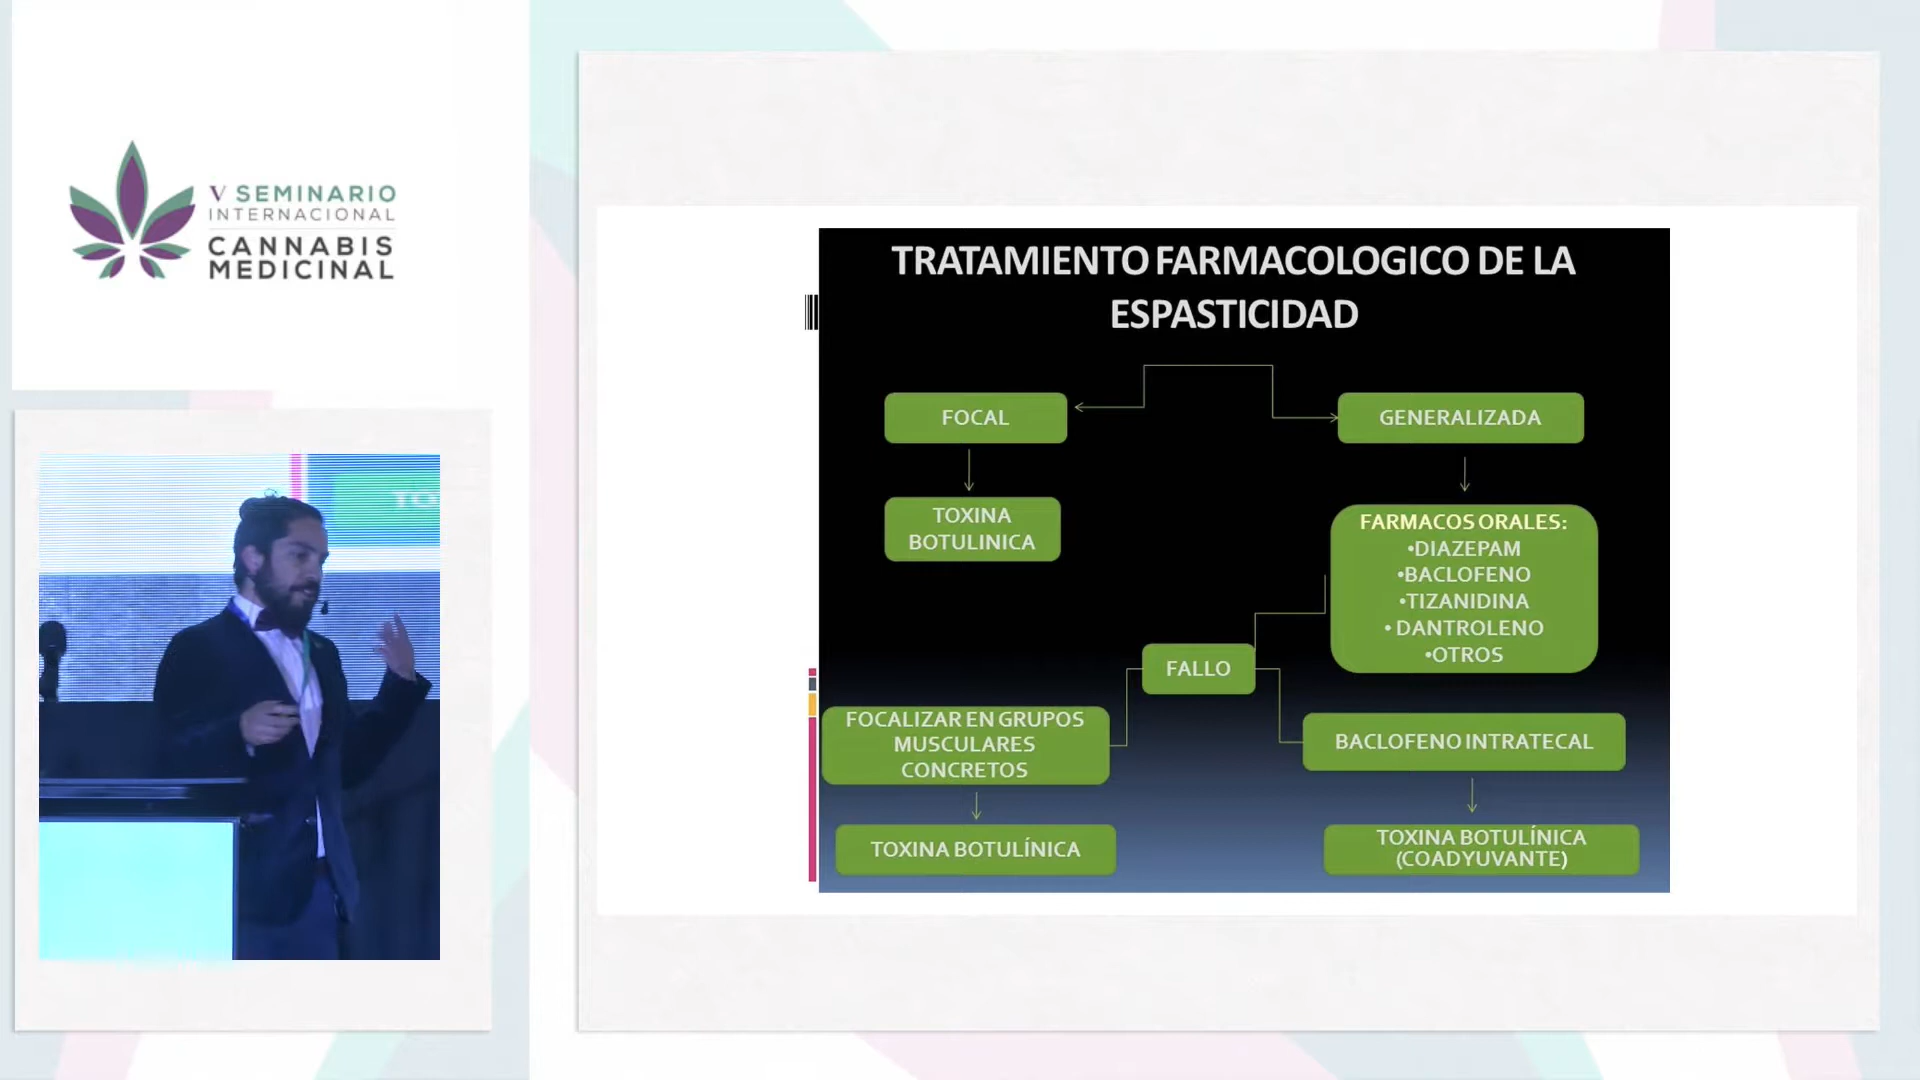 V SEMINARIO
INTERNACIONAL
CANNABIS
MEDICINAL
TRATAMIENTO FARMACOLOGICO DE LA
ESPASTICIDAD
FOCAL
GENERALIZADA
TOXINA
BOTULINICA
FARMACOS ORALES:
•DIAZEPAM
•BACLOFENO
•TIZANIDINA
• DANTROLENO
•OTROS
FALLO
FOCALIZAR EN GRUPOS
MUSCULARES
CONCRETOS
BACLOFENO INTRATECAL
TOXINA BOTULÍNICA
TOXINA BOTULÍNICA
(COADYUVANTE)